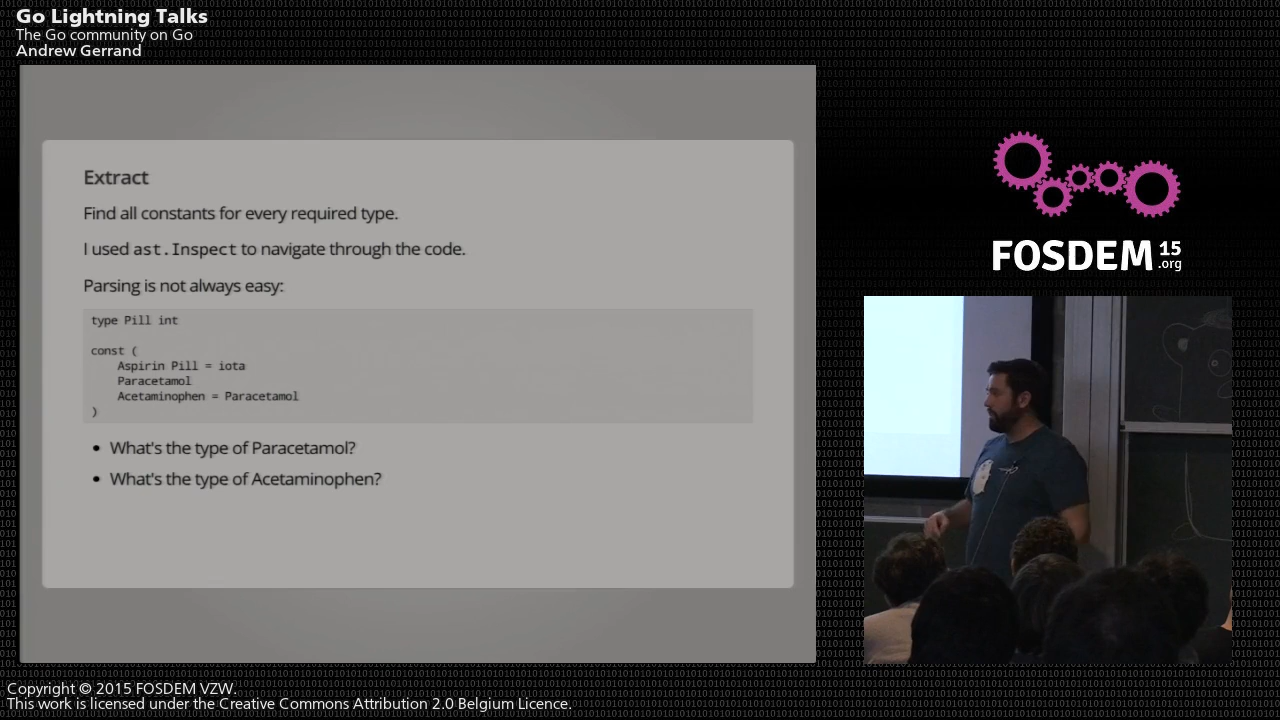 Go Lightning Talks
The Go community on Go
Andrew Gerrand
Extract
Find all constants for every required type.
I used ast.Inspect to navigate through the code.
Parsing is not always easy:
type Pill int
const (
    Aspirin Pill = iota
    Paracetamol
    Acetaminophen = Paracetamol
)
• What's the type of Paracetamol?
• What's the type of Acetaminophen?
FOSDEM 15
.org
Copyright © 2015 FOSDEM VZW.
This work is licensed under the Creative Commons Attribution 2.0 Belgium Licence.